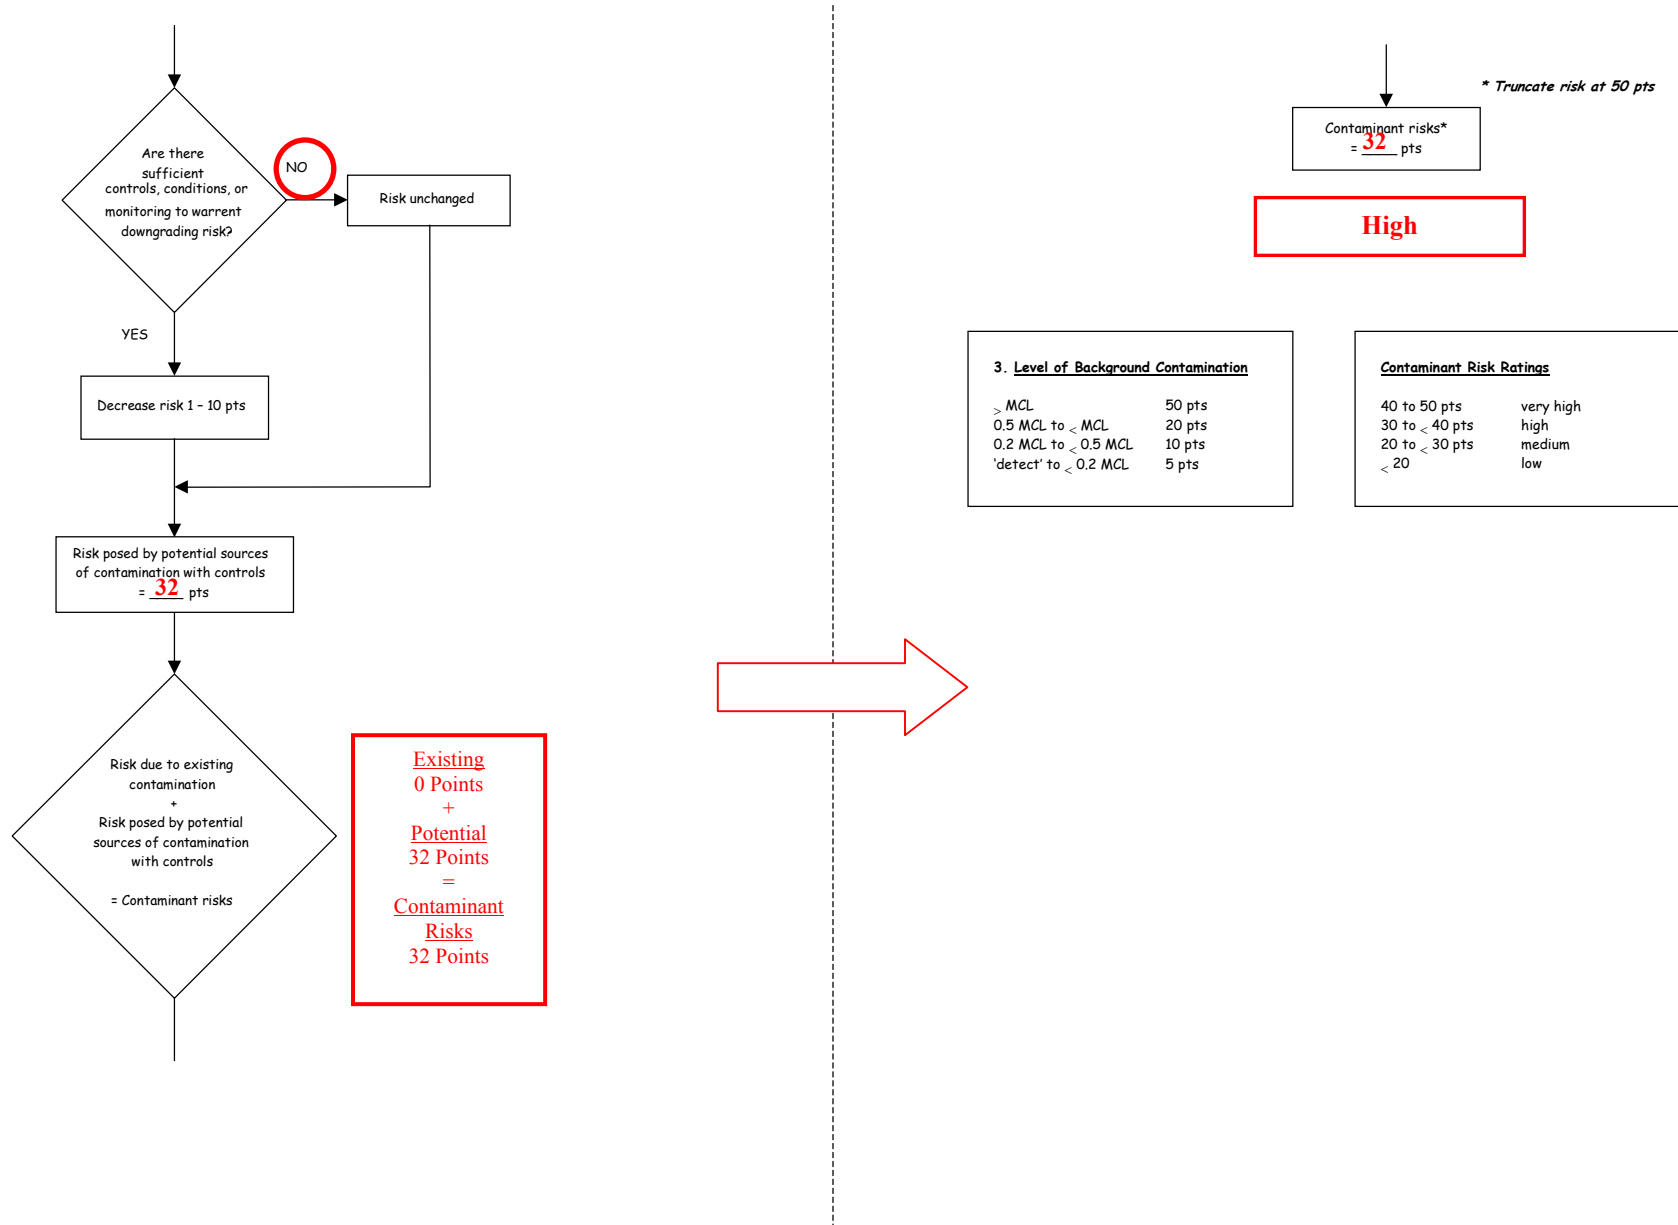 Are there
sufficient
controls, conditions, or
monitoring to warrent
downgrading risk?
NO
Risk unchanged
YES
Decrease risk 1 – 10 pts
Risk posed by potential sources
of contamination with controls
= 32 pts
Risk due to existing
contamination
+
Risk posed by potential
sources of contamination
with controls
= Contaminant risks
Existing
0 Points
+
Potential
32 Points
=
Contaminant
Risks
32 Points
* Truncate risk at 50 pts
Contaminant risks*
= 32 pts
High
3. Level of Background Contamination
> MCL 50 pts
0.5 MCL to < MCL 20 pts
0.2 MCL to < 0.5 MCL 10 pts
'detect' to < 0.2 MCL 5 pts
Contaminant Risk Ratings
40 to 50 pts very high
30 to < 40 pts high
20 to < 30 pts medium
< 20 low